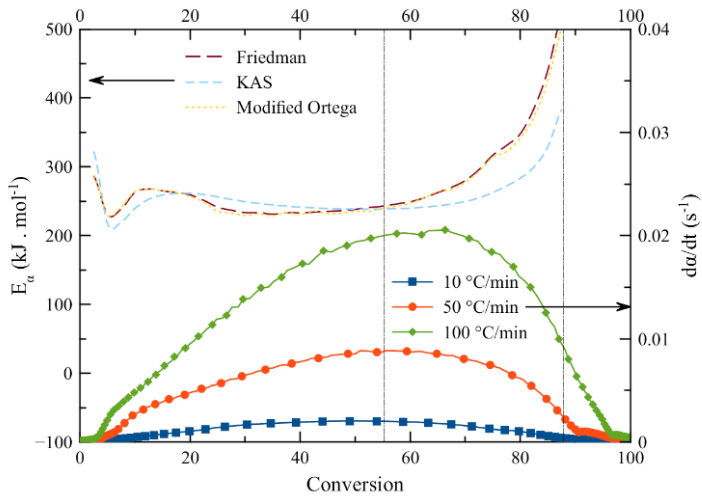 0 20 40 60 80 100
500 0.04
Friedman
KAS
Modified Ortega
400
0.03
300
E_α (kJ . mol⁻¹)
dα/dt (s⁻¹)
200 0.02
10 °C/min
100 50 °C/min 0.01
100 °C/min
0
−100 0
0 20 40 60 80 100
Conversion